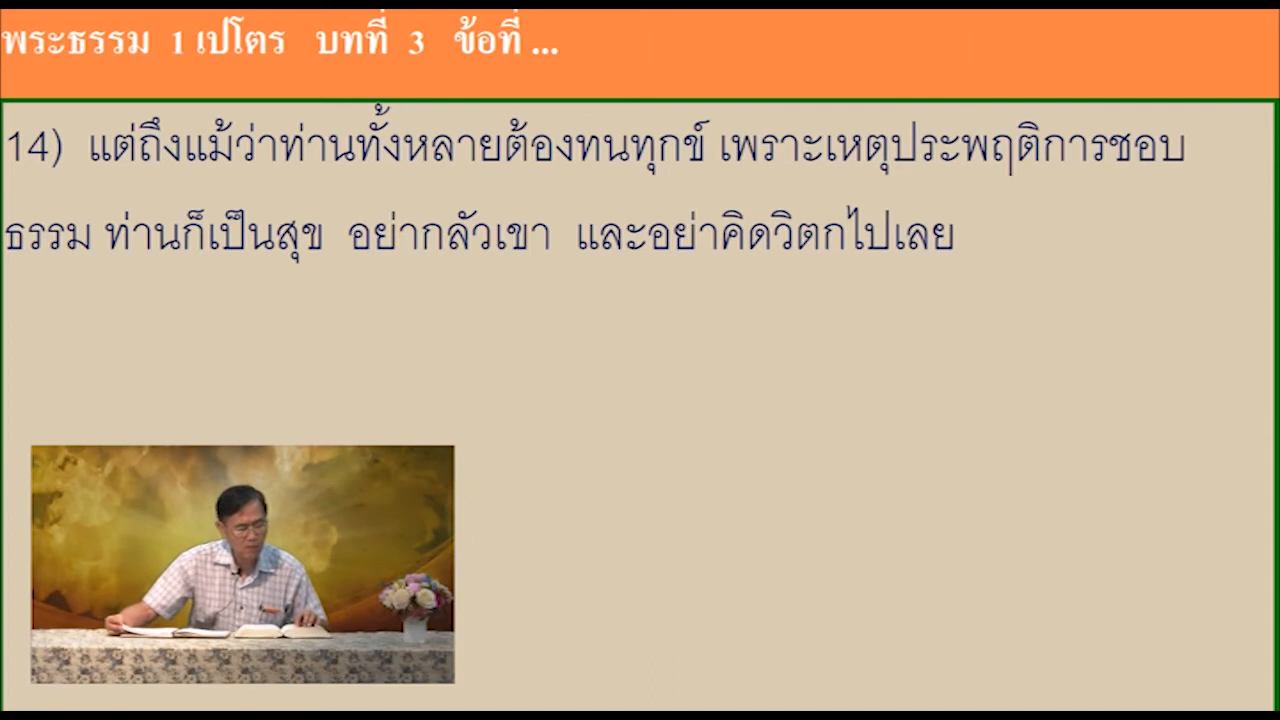 พระธรรม 1 เปโตร บทที่ 3 ข้อที่ ...
14) แต่ถึงแม้ว่าท่านทั้งหลายต้องทนทุกข์ เพราะเหตุประพฤติการชอบ
ธรรม ท่านก็เป็นสุข อย่ากลัวเขา และอย่าคิดวิตกไปเลย